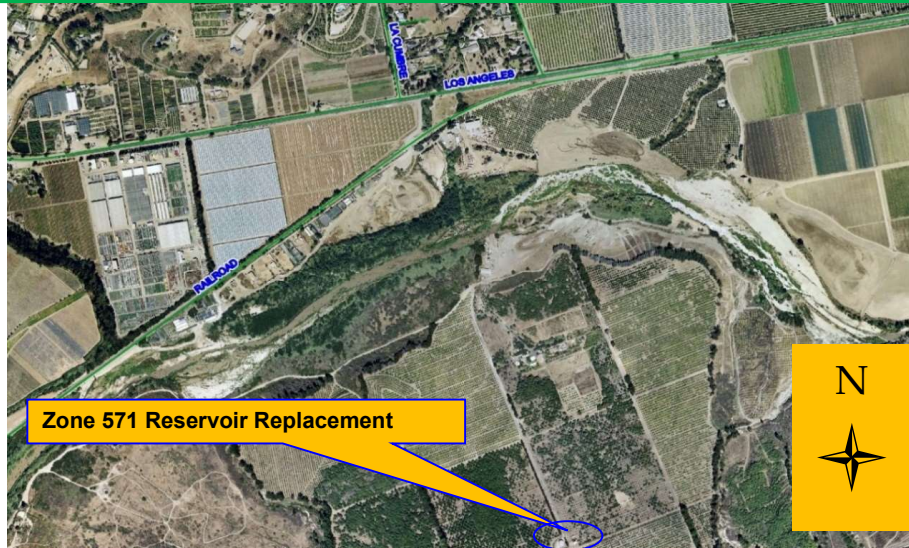 LA CUMBRE
LOS ANGELES
RAILROAD
Zone 571 Reservoir Replacement
N